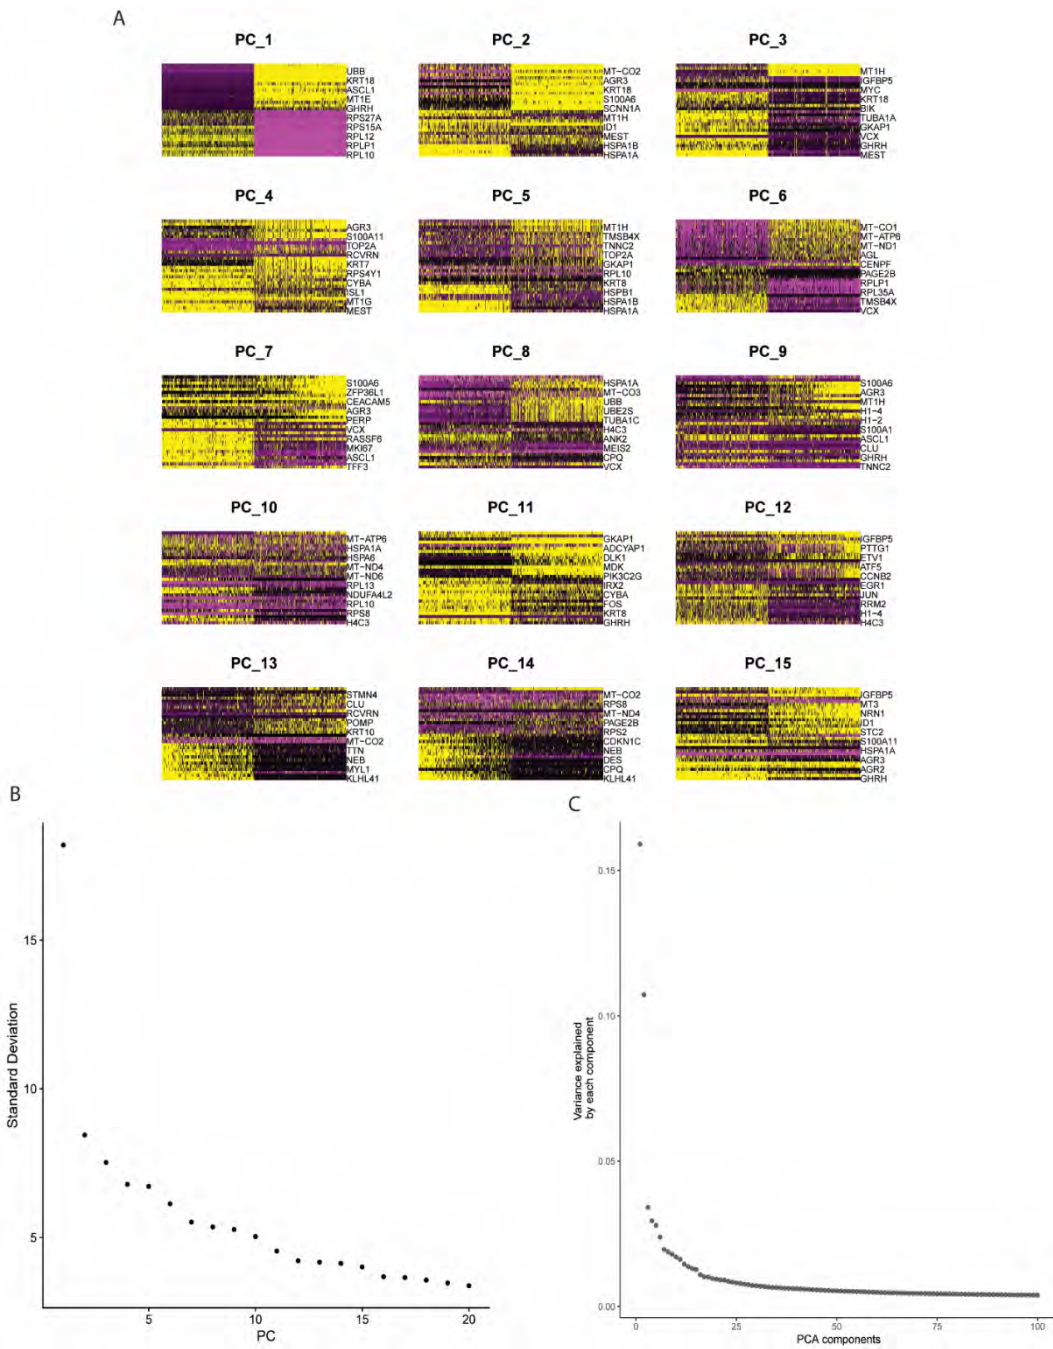 A
PC_1
UBB
KRT18
ASCL1
MT1E
GHRH
RPS27A
RPS15A
RPL12
RPLP1
RPL10
PC_2
MT-CO2
AGR3
KRT18
S100A6
SCNN1A
MT1H
ID1
MEST
HSPA1B
HSPA1A
PC_3
MT1H
IGFBP5
MYC
KRT18
BIK
TUBA1A
GKAP1
VCX
GHRH
MEST
PC_4
AGR3
S100A11
TOP2A
RCVRN
KRT7
RPS4Y1
CYBA
ISL1
MT1G
MEST
PC_5
MT1H
TMSB4X
TNNC2
TOP2A
GKAP1
RPL10
KRT8
HSPB1
HSPA1B
HSPA1A
PC_6
MT-CO1
MT-ATP6
MT-ND1
AGL
CENPF
PAGE2B
RPLP1
RPL35A
TMSB4X
VCX
PC_7
S100A6
ZFP36L1
CEACAM5
AGR3
PERP
VCX
RASSF6
MKI67
ASCL1
TFF3
PC_8
HSPA1A
MT-CO3
UBB
UBE2S
TUBA1C
H4C3
ANK2
MEIS2
CPQ
VCX
PC_9
S100A6
AGR3
MT1H
H1-4
H1-2
S100A1
ASCL1
CLU
GHRH
TNNC2
PC_10
MT-ATP6
HSPA1A
HSPA6
MT-ND4
MT-ND6
RPL13
NDUFA4L2
RPL10
RPS8
H4C3
PC_11
GKAP1
ADCYAP1
DLK1
MDK
PIK3C2G
IRX2
CYBA
FOS
KRT8
GHRH
PC_12
IGFBP5
PTTG1
ETV1
ATF5
CCNB2
EGR1
JUN
RRM2
H1-4
H4C3
PC_13
STMN4
CLU
RCVRN
POMP
KRT10
MT-CO2
TTN
NEB
MYL1
KLHL41
PC_14
MT-CO2
RPS8
MT-ND4
PAGE2B
RPS2
CDKN1C
NEB
DES
CPQ
KLHL41
PC_15
IGFBP5
MT3
NRN1
ID1
STC2
S100A11
HSPA1A
AGR3
AGR2
GHRH
B
Standard Deviation
15
10
5
5
10
15
20
PC
C
Variance explained
by each component
0.15
0.10
0.05
0.00
0
25
50
75
100
PCA components